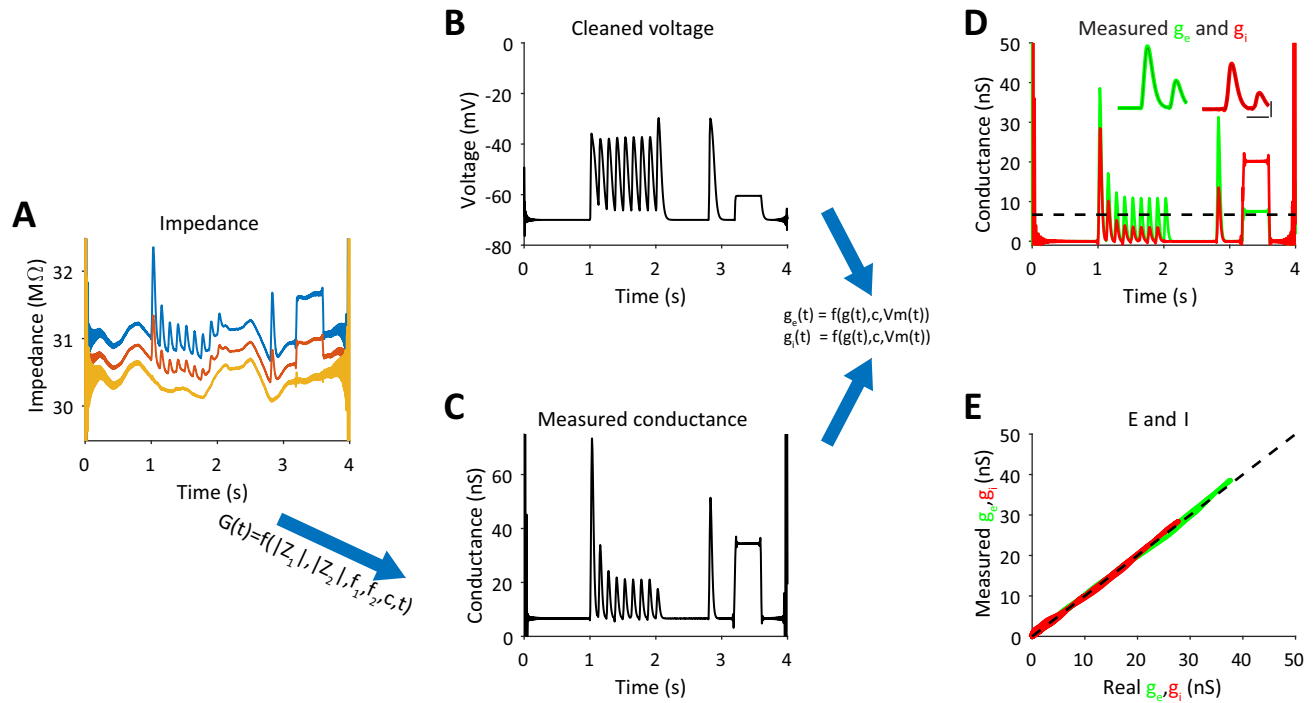 A
Impedance
Impedance (MΩ)
32
31
30
0 1 2 3 4
Time (s)
G(t)=f(|Z1|,|Z2|,f1,f2,c,t)
B
Cleaned voltage
Voltage (mV)
0
-20
-40
-60
-80
0 1 2 3 4
Time (s)
C
Measured conductance
Conductance (nS)
60
40
20
0
0 1 2 3 4
Time (s)
ge(t) = f(g(t),c,Vm(t))
gi(t) = f(g(t),c,Vm(t))
D
Measured ge and gi
Conductance (nS)
50
40
30
20
10
0
0 1 2 3 4
Time (s)
E
E and I
Measured ge,gi (nS)
50
40
30
20
10
0
0 10 20 30 40 50
Real ge,gi (nS)